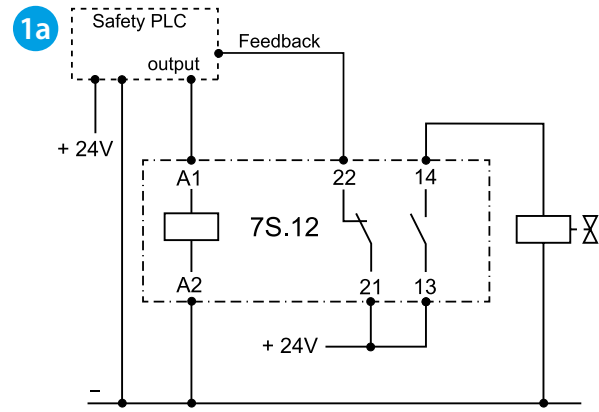 1a
Safety PLC
Feedback
output
+ 24V
A1
22
14
7S.12
A2
21
13
+ 24V
–